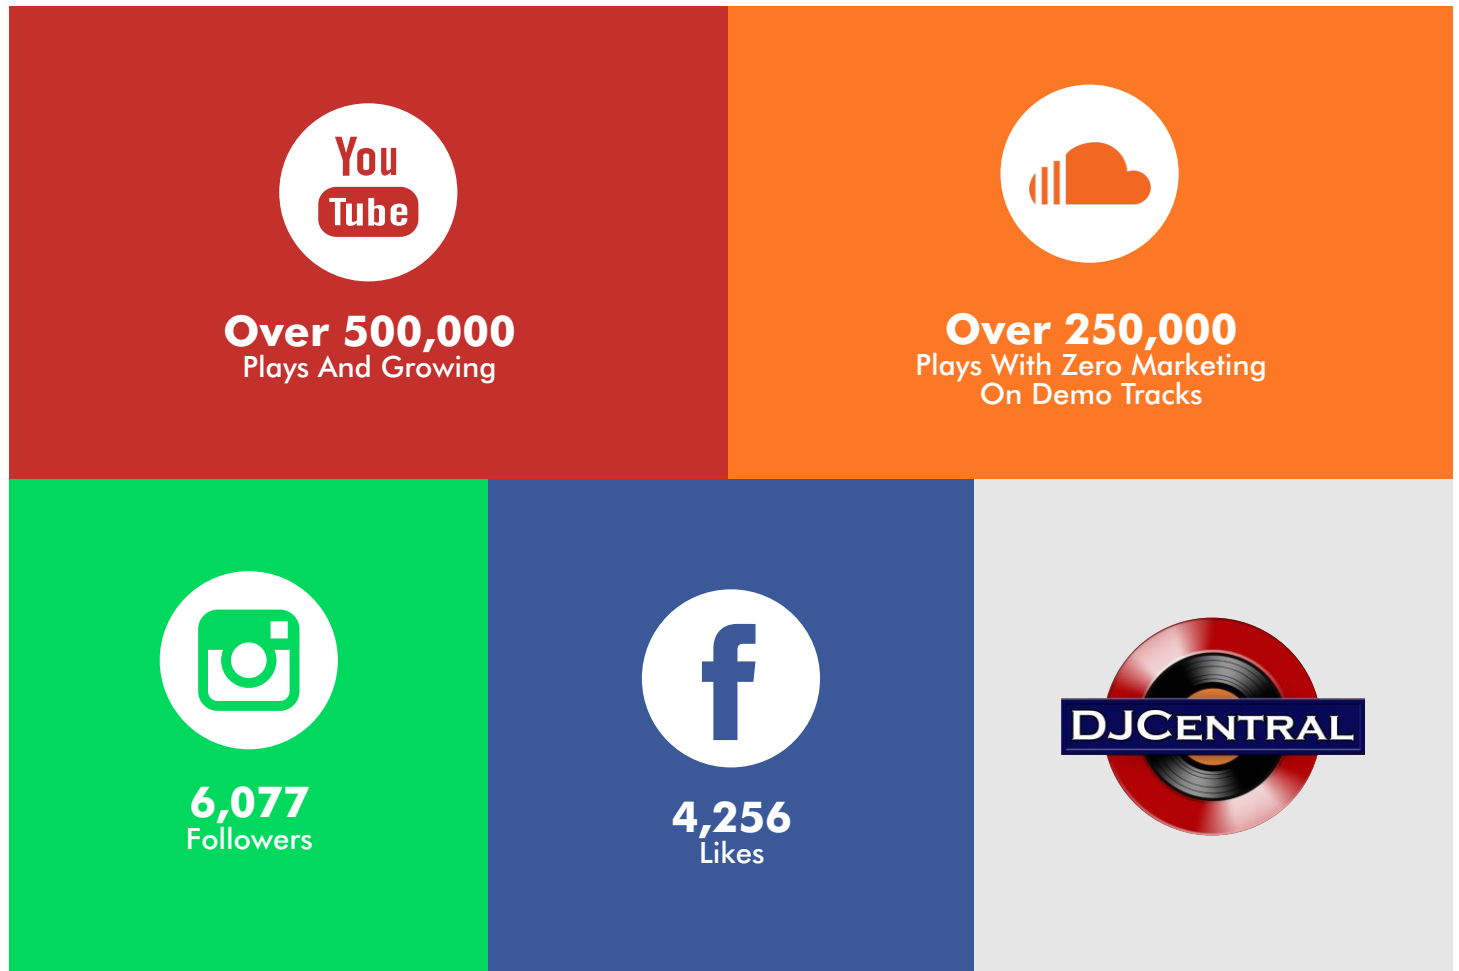 You
Tube
Over 500,000
Plays And Growing
Over 250,000
Plays With Zero Marketing
On Demo Tracks
6,077
Followers
4,256
Likes
DJCENTRAL